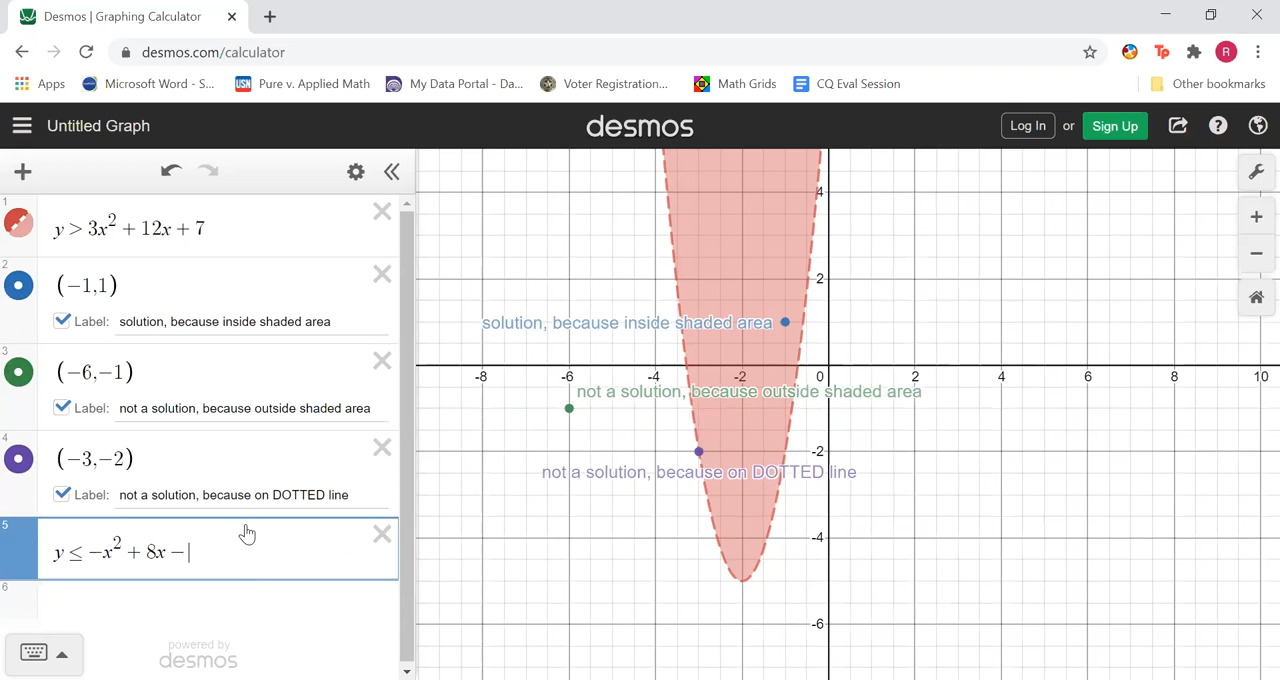 Desmos | Graphing Calculator
desmos.com/calculator
Apps Microsoft Word - S... USN Pure v. Applied Math My Data Portal - Da... Voter Registration... Math Grids CQ Eval Session Other bookmarks
Tp R
Untitled Graph desmos Log In or Sign Up
1
y > 3x² + 12x + 7
2
(−1,1)
Label: solution, because inside shaded area
3
(−6,−1)
Label: not a solution, because outside shaded area
4
(−3,−2)
Label: not a solution, because on DOTTED line
5
y ≤ −x² + 8x −
6
powered by
desmos
4
2
solution, because inside shaded area
-8 -6 -4 -2 0 2 4 6 8 10
not a solution, because outside shaded area
-2
not a solution, because on DOTTED line
-4
-6